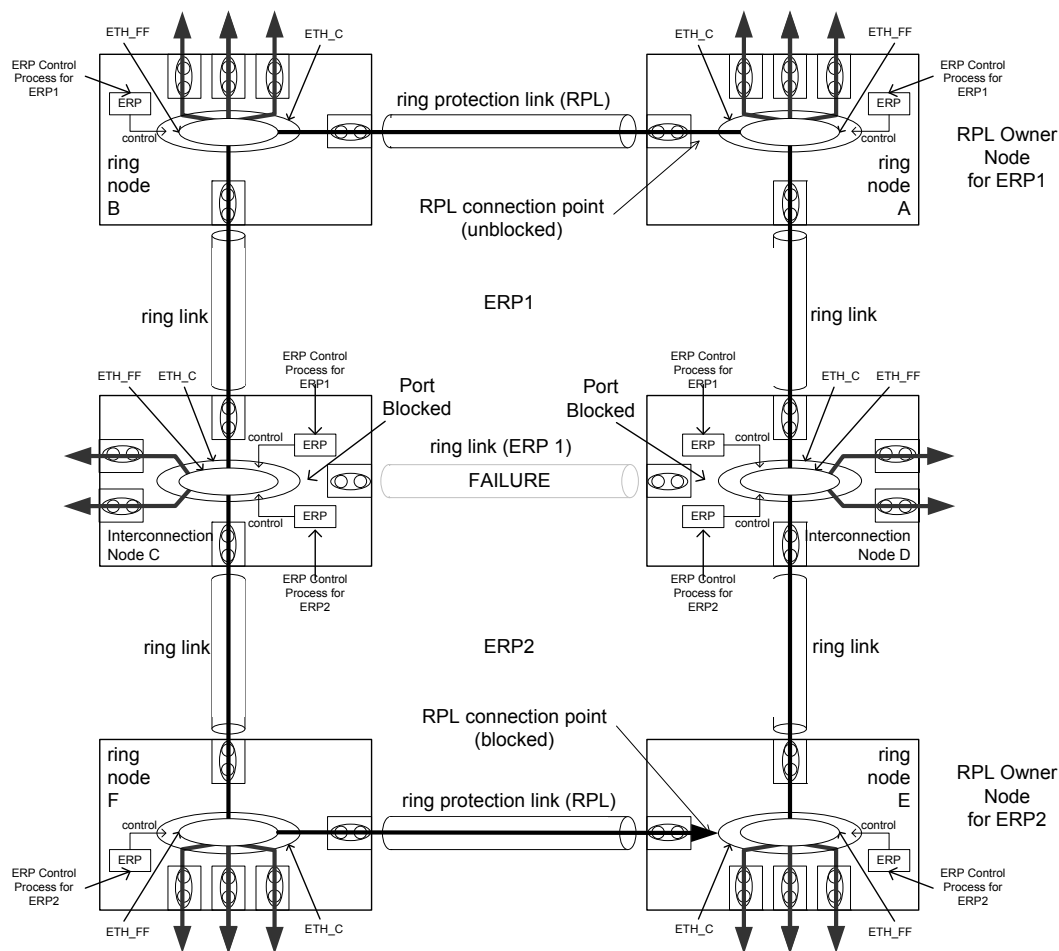 ETH_FF
ETH_C
ERP Control
Process for
ERP1
ERP
control
ring
node
B
ring protection link (RPL)
ETH_C
ETH_FF
ERP Control
Process for
ERP1
ERP
control
ring
node
A
RPL Owner
Node
for ERP1
RPL connection point
(unblocked)
ring link
ERP1
ring link
ETH_FF
ETH_C
ERP Control
Process for
ERP1
control
ERP
Port
Blocked
ring link (ERP 1)
FAILURE
Port
Blocked
ERP Control
Process for
ERP1
ERP
control
ETH_C
ETH_FF
ERP
control
Interconnection
Node C
ERP Control
Process for
ERP2
ERP
control
Interconnection
Node D
ERP Control
Process for
ERP2
ring link
ERP2
ring link
RPL connection point
(blocked)
ring
node
F
control
ERP
ERP Control
Process for
ERP2
ETH_FF
ETH_C
ring protection link (RPL)
ring
node
E
control
ERP
ERP Control
Process for
ERP2
ETH_C
ETH_FF
RPL Owner
Node
for ERP2